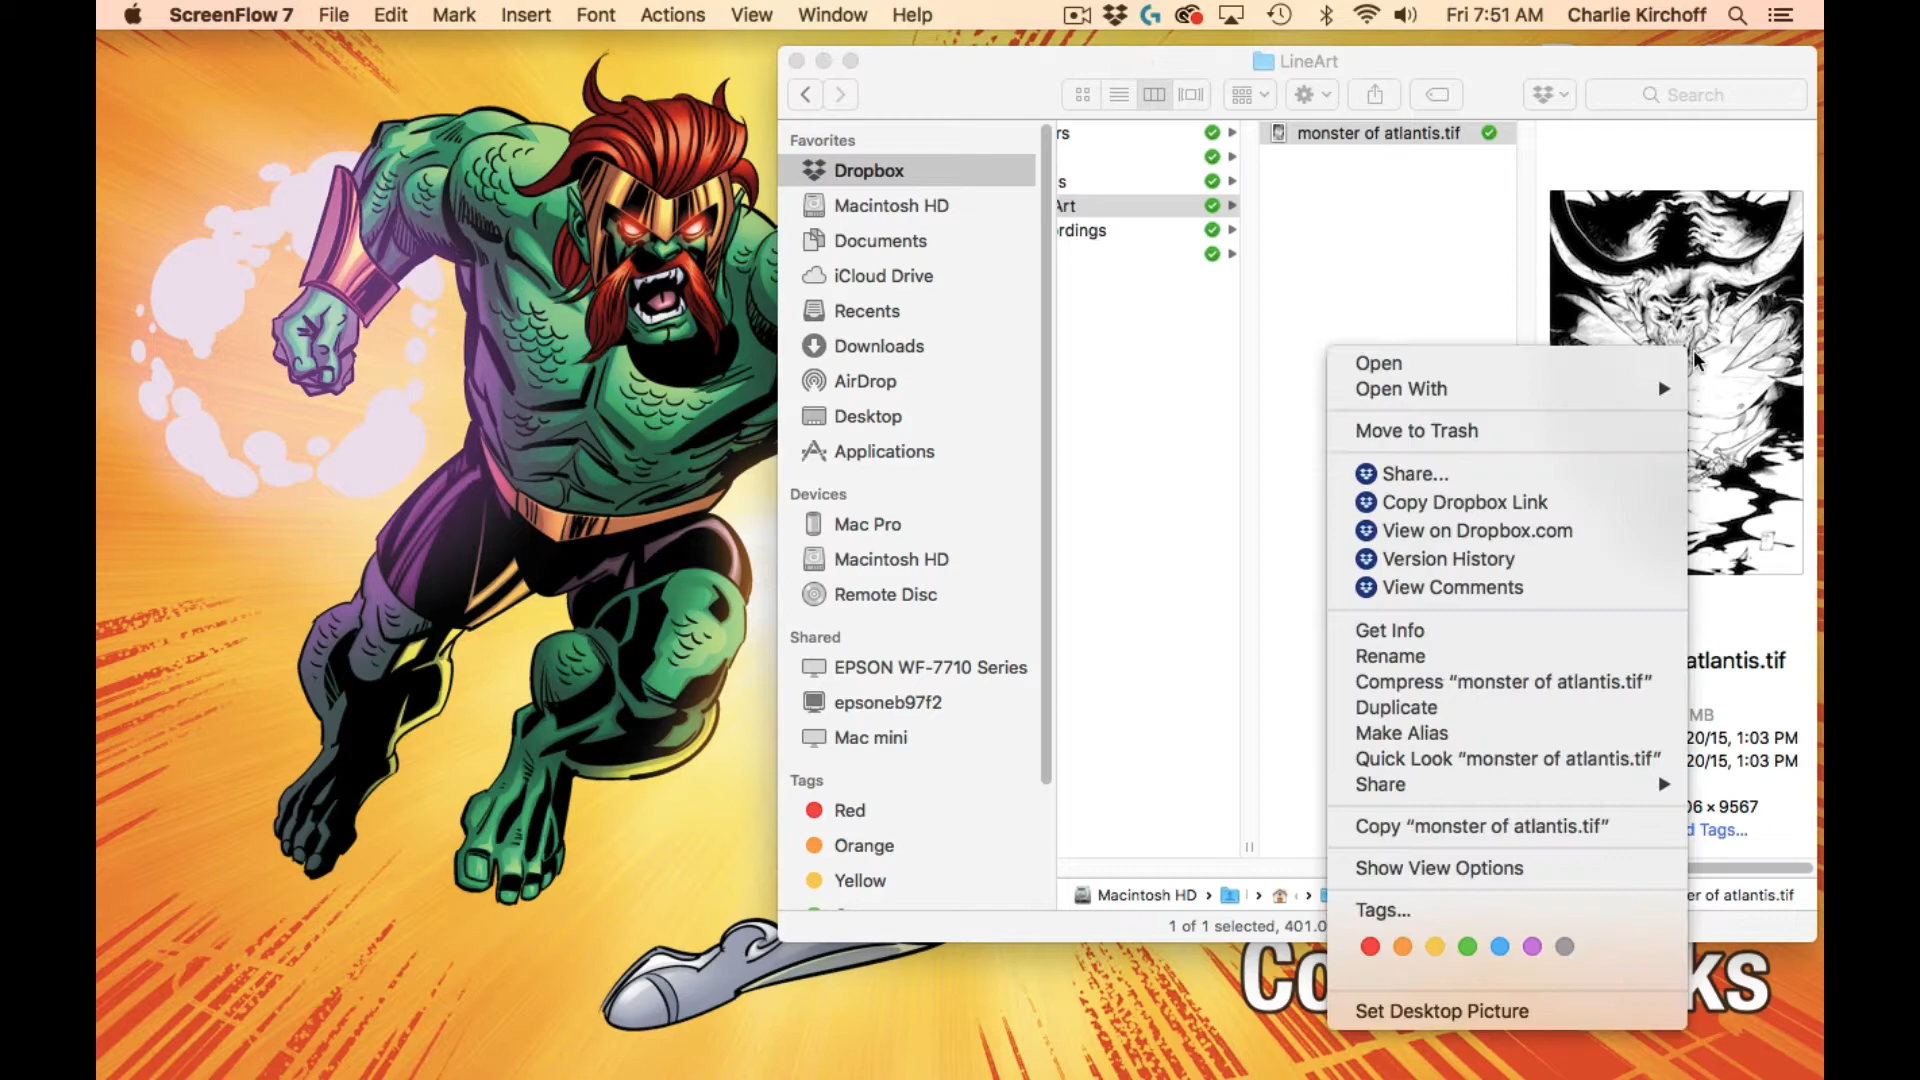 ScreenFlow 7 File Edit Mark Insert Font Actions View Window Help Fri 7:51 AM Charlie Kirchoff
LineArt
Search
Favorites
Dropbox
Macintosh HD
Documents
iCloud Drive
Recents
Downloads
AirDrop
Desktop
Applications
Devices
Mac Pro
Macintosh HD
Remote Disc
Shared
EPSON WF-7710 Series
epsoneb97f2
Mac mini
Tags
Red
Orange
Yellow
rs
s
Art
rdings
monster of atlantis.tif
Open
Open With
Move to Trash
Share...
Copy Dropbox Link
View on Dropbox.com
Version History
View Comments
Get Info
Rename
Compress “monster of atlantis.tif”
Duplicate
Make Alias
Quick Look “monster of atlantis.tif”
Share
Copy “monster of atlantis.tif”
Show View Options
Tags...
Set Desktop Picture
atlantis.tif
MB
20/15, 1:03 PM
20/15, 1:03 PM
06 × 9567
d Tags...
Macintosh HD
er of atlantis.tif
1 of 1 selected, 401.0
Co
ks